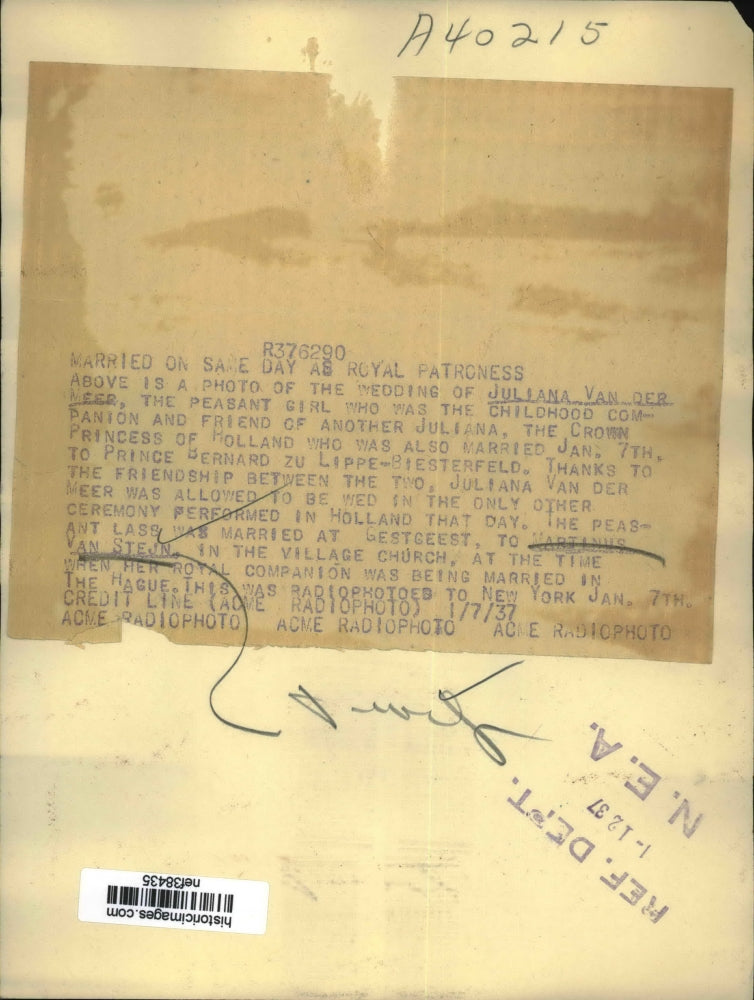 A40215
R376290
MARRIED ON SAME DAY AS ROYAL PATRONESS
ABOVE IS A PHOTO OF THE WEDDING OF JULIANA VAN DER
MEER, THE PEASANT GIRL WHO WAS THE CHILDHOOD COM-
PANION AND FRIEND OF ANOTHER JULIANA, THE CROWN
PRINCESS OF HOLLAND WHO WAS ALSO MARRIED JAN. 7TH,
TO PRINCE BERNARD ZU LIPPE-BIESTERFELD. THANKS TO
THE FRIENDSHIP BETWEEN THE TWO, JULIANA VAN DER
MEER WAS ALLOWED TO BE WED IN THE ONLY OTHER
CEREMONY PERFORMED IN HOLLAND THAT DAY. THE PEAS-
ANT LASS WAS MARRIED AT GESTGEEST, TO MARTINUS
VAN STEJN, IN THE VILLAGE CHURCH, AT THE TIME
WHEN HER ROYAL COMPANION WAS BEING MARRIED IN
THE HAGUE. THIS WAS RADIOPHOTOED TO NEW YORK JAN. 7TH.
CREDIT LINE (ACME RADIOPHOTO) 1/7/37
ACME RADIOPHOTO ACME RADIOPHOTO ACME RADIOPHOTO
REF. DEPT.
1-12 37
N. E. A.
historicimages.com
nef38435